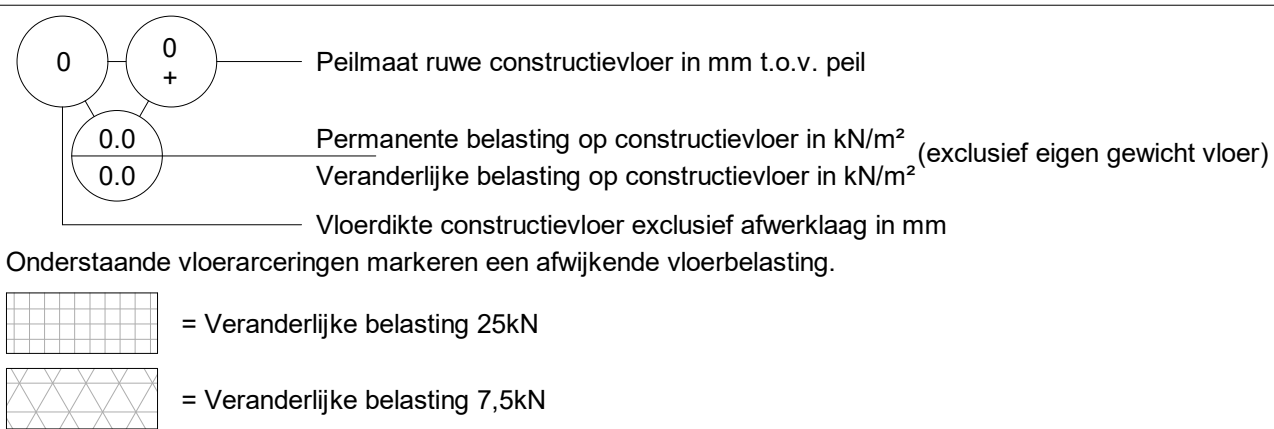 0
0
+
Peilmaat ruwe constructievloer in mm t.o.v. peil
0.0
Permanente belasting op constructievloer in kN/m²
(exclusief eigen gewicht vloer)
0.0
Veranderlijke belasting op constructievloer in kN/m²
Vloerdikte constructievloer exclusief afwerklaag in mm
Onderstaande vloerarceringen markeren een afwijkende vloerbelasting.
= Veranderlijke belasting 25kN
= Veranderlijke belasting 7,5kN